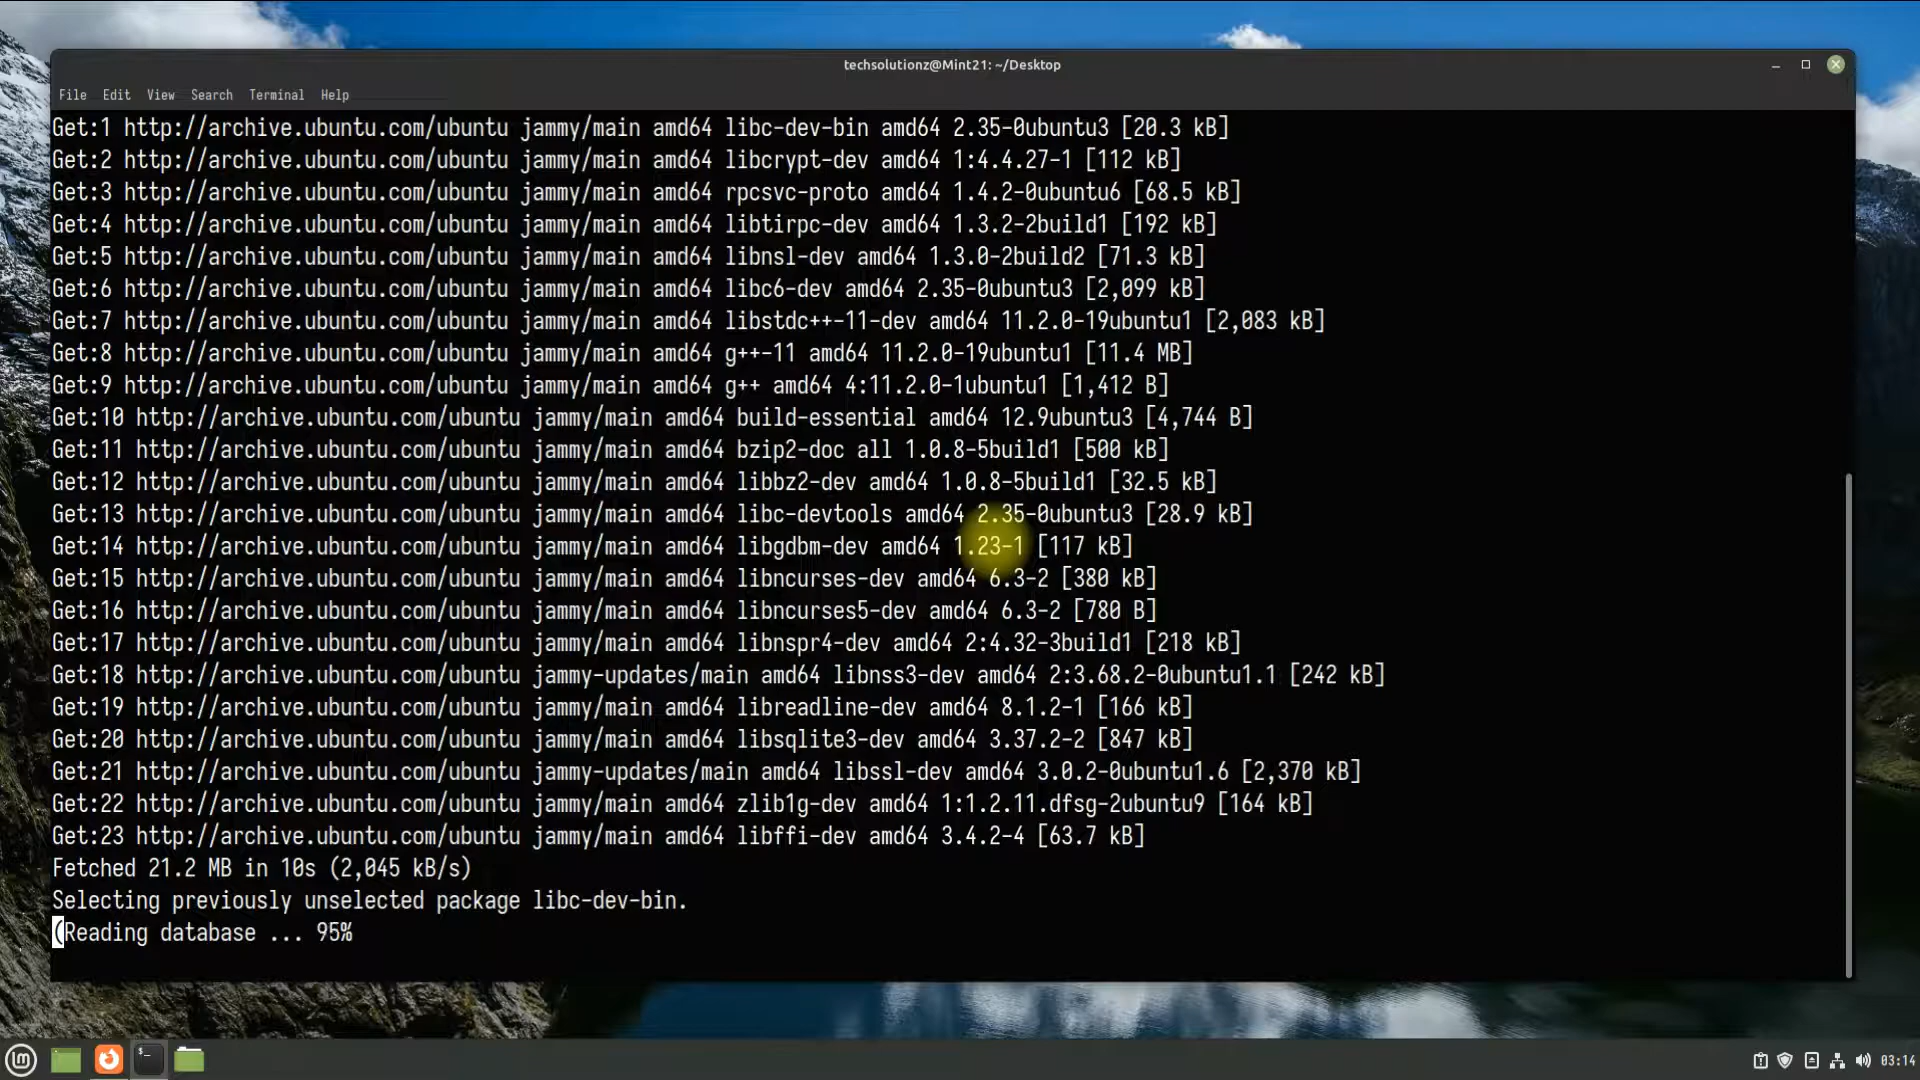 techsolutionz@Mint21: ~/Desktop
File Edit View Search Terminal Help
Get:1 http://archive.ubuntu.com/ubuntu jammy/main amd64 libc-dev-bin amd64 2.35-0ubuntu3 [20.3 kB]
Get:2 http://archive.ubuntu.com/ubuntu jammy/main amd64 libcrypt-dev amd64 1:4.4.27-1 [112 kB]
Get:3 http://archive.ubuntu.com/ubuntu jammy/main amd64 rpcsvc-proto amd64 1.4.2-0ubuntu6 [68.5 kB]
Get:4 http://archive.ubuntu.com/ubuntu jammy/main amd64 libtirpc-dev amd64 1.3.2-2build1 [192 kB]
Get:5 http://archive.ubuntu.com/ubuntu jammy/main amd64 libnsl-dev amd64 1.3.0-2build2 [71.3 kB]
Get:6 http://archive.ubuntu.com/ubuntu jammy/main amd64 libc6-dev amd64 2.35-0ubuntu3 [2,099 kB]
Get:7 http://archive.ubuntu.com/ubuntu jammy/main amd64 libstdc++-11-dev amd64 11.2.0-19ubuntu1 [2,083 kB]
Get:8 http://archive.ubuntu.com/ubuntu jammy/main amd64 g++-11 amd64 11.2.0-19ubuntu1 [11.4 MB]
Get:9 http://archive.ubuntu.com/ubuntu jammy/main amd64 g++ amd64 4:11.2.0-1ubuntu1 [1,412 B]
Get:10 http://archive.ubuntu.com/ubuntu jammy/main amd64 build-essential amd64 12.9ubuntu3 [4,744 B]
Get:11 http://archive.ubuntu.com/ubuntu jammy/main amd64 bzip2-doc all 1.0.8-5build1 [500 kB]
Get:12 http://archive.ubuntu.com/ubuntu jammy/main amd64 libbz2-dev amd64 1.0.8-5build1 [32.5 kB]
Get:13 http://archive.ubuntu.com/ubuntu jammy/main amd64 libc-devtools amd64 2.35-0ubuntu3 [28.9 kB]
Get:14 http://archive.ubuntu.com/ubuntu jammy/main amd64 libgdbm-dev amd64 1.23-1 [117 kB]
Get:15 http://archive.ubuntu.com/ubuntu jammy/main amd64 libncurses-dev amd64 6.3-2 [380 kB]
Get:16 http://archive.ubuntu.com/ubuntu jammy/main amd64 libncurses5-dev amd64 6.3-2 [780 B]
Get:17 http://archive.ubuntu.com/ubuntu jammy/main amd64 libnspr4-dev amd64 2:4.32-3build1 [218 kB]
Get:18 http://archive.ubuntu.com/ubuntu jammy-updates/main amd64 libnss3-dev amd64 2:3.68.2-0ubuntu1.1 [242 kB]
Get:19 http://archive.ubuntu.com/ubuntu jammy/main amd64 libreadline-dev amd64 8.1.2-1 [166 kB]
Get:20 http://archive.ubuntu.com/ubuntu jammy/main amd64 libsqlite3-dev amd64 3.37.2-2 [847 kB]
Get:21 http://archive.ubuntu.com/ubuntu jammy-updates/main amd64 libssl-dev amd64 3.0.2-0ubuntu1.6 [2,370 kB]
Get:22 http://archive.ubuntu.com/ubuntu jammy/main amd64 zlib1g-dev amd64 1:1.2.11.dfsg-2ubuntu9 [164 kB]
Get:23 http://archive.ubuntu.com/ubuntu jammy/main amd64 libffi-dev amd64 3.4.2-4 [63.7 kB]
Fetched 21.2 MB in 10s (2,045 kB/s)
Selecting previously unselected package libc-dev-bin.
(Reading database ... 95%
03:14